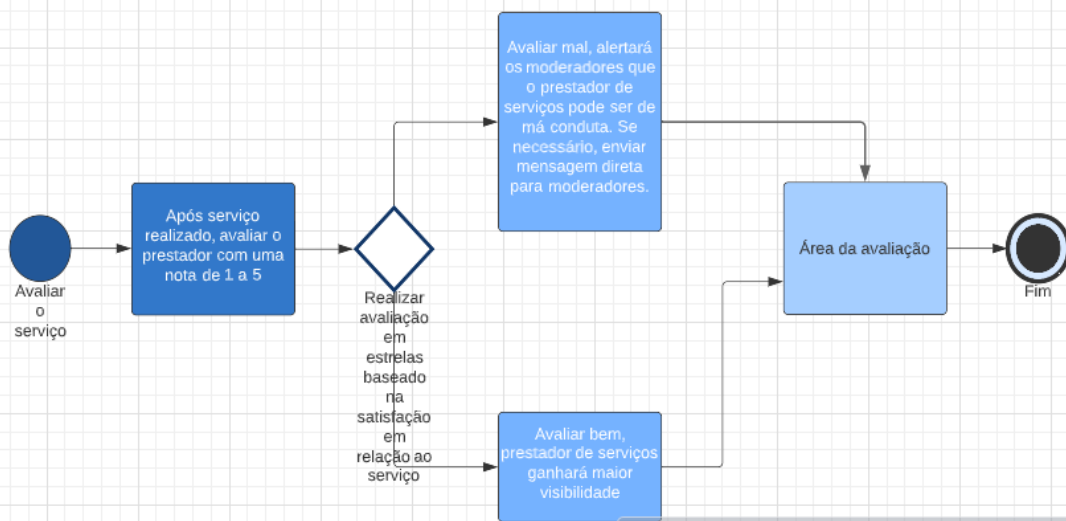 Avaliar
o
serviço
Após serviço
realizado, avaliar o
prestador com uma
nota de 1 a 5
Realizar
avaliação
em
estrelas
baseado
na
satisfação
em
relação ao
serviço
Avaliar mal, alertará
os moderadores que
o prestador de
serviços pode ser de
má conduta. Se
necessário, enviar
mensagem direta
para moderadores.
Avaliar bem,
prestador de serviços
ganhará maior
visibilidade
Área da avaliação
Fim